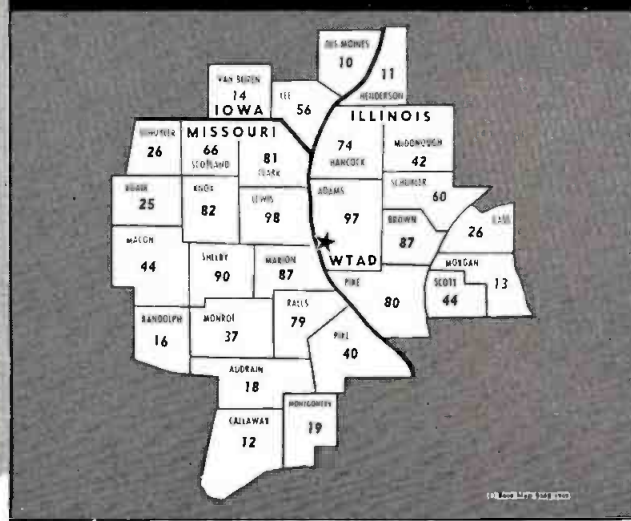 DES MOINES
10
11
HENDERSON
VAN BUREN
14
LEE
56
IOWA
ILLINOIS
MISSOURI
SCHUYLER
26
66
SCOTLAND
81
CLARK
74
HANCOCK
McDONOUGH
42
ADAIR
25
KNOX
82
LEWIS
98
ADAMS
97
SCHUYLER
60
BROWN
87
CASS
26
MACON
44
SHELBY
90
MARION
87
WTAD
MORGAN
13
PIKE
80
SCOTT
44
RANDOLPH
16
MONROE
37
RALLS
79
PIKE
40
AUDRAIN
18
CALLAWAY
12
MONTGOMERY
19